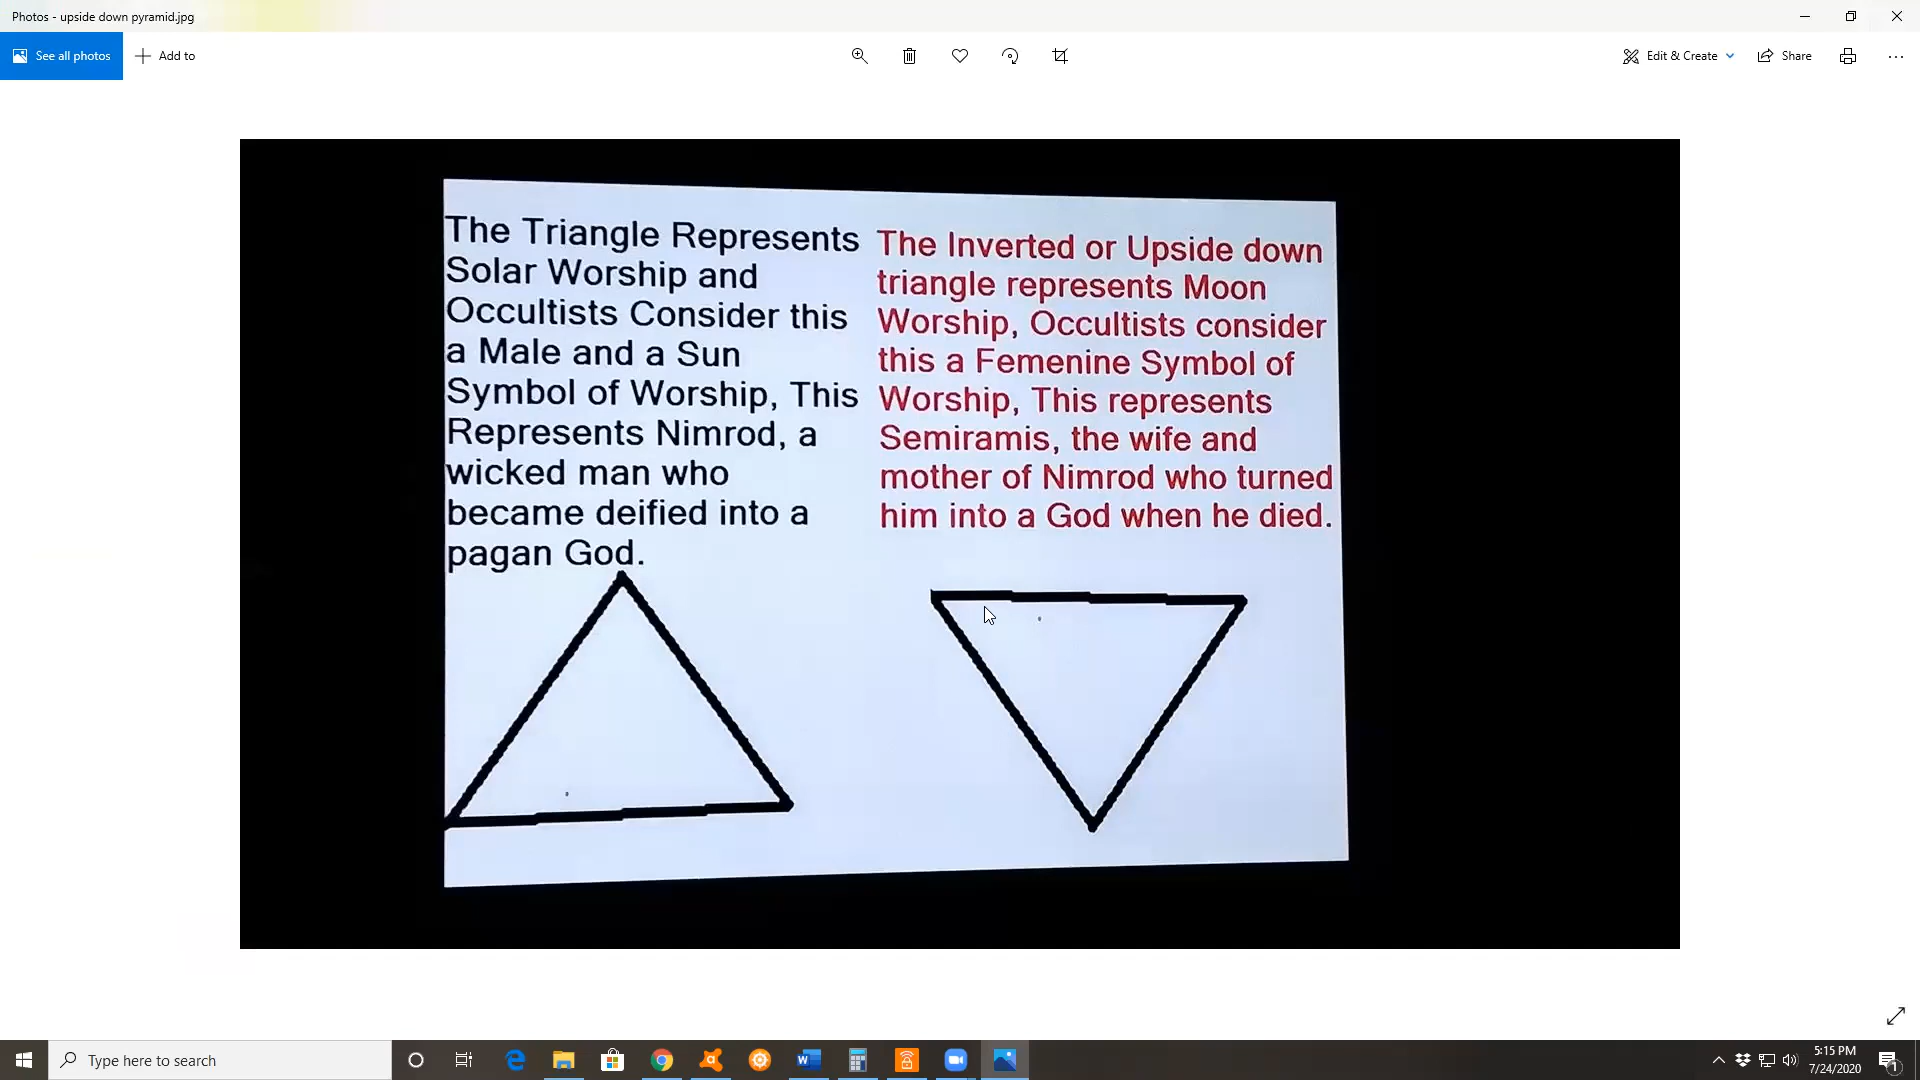 Photos - upside down pyramid.jpg
See all photos
Add to
Edit & Create
Share
The Triangle Represents
Solar Worship and
Occultists Consider this
a Male and a Sun
Symbol of Worship, This
Represents Nimrod, a
wicked man who
became deified into a
pagan God.
The Inverted or Upside down
triangle represents Moon
Worship, Occultists consider
this a Femenine Symbol of
Worship, This represents
Semiramis, the wife and
mother of Nimrod who turned
him into a God when he died.
Type here to search
5:15 PM
7/24/2020
1